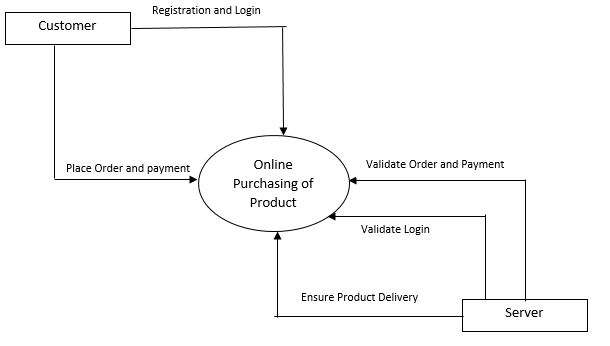 Registration and Login
Customer
Place Order and payment
Online
Purchasing of
Product
Validate Order and Payment
Validate Login
Ensure Product Delivery
Server